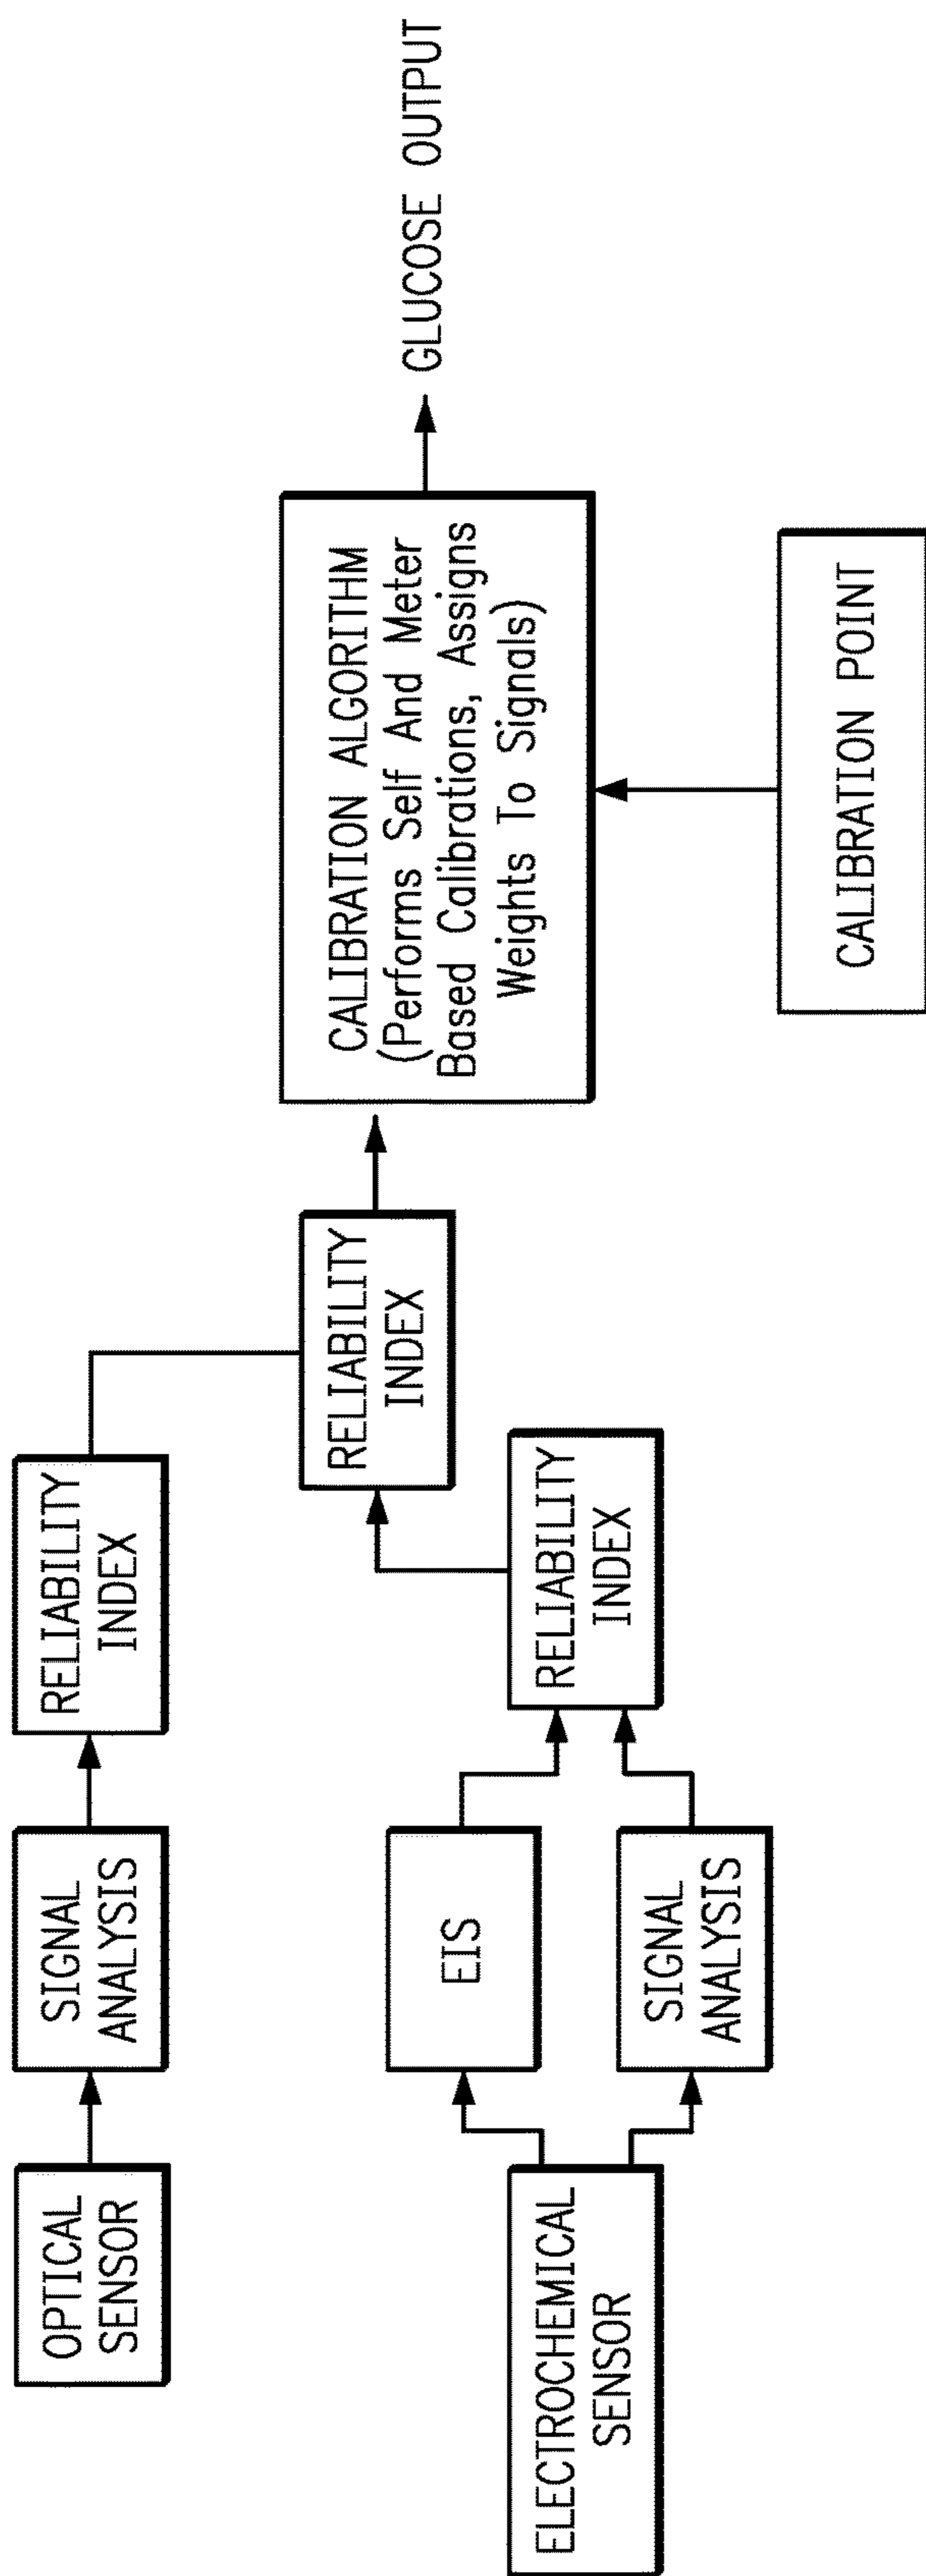 OPTICAL
SENSOR
SIGNAL
ANALYSIS
RELIABILITY
INDEX
ELECTROCHEMICAL
SENSOR
EIS
SIGNAL
ANALYSIS
RELIABILITY
INDEX
RELIABILITY
INDEX
CALIBRATION ALGORITHM
(Performs Self And Meter
Based Calibrations, Assigns
Weights To Signals)
CALIBRATION POINT
GLUCOSE OUTPUT